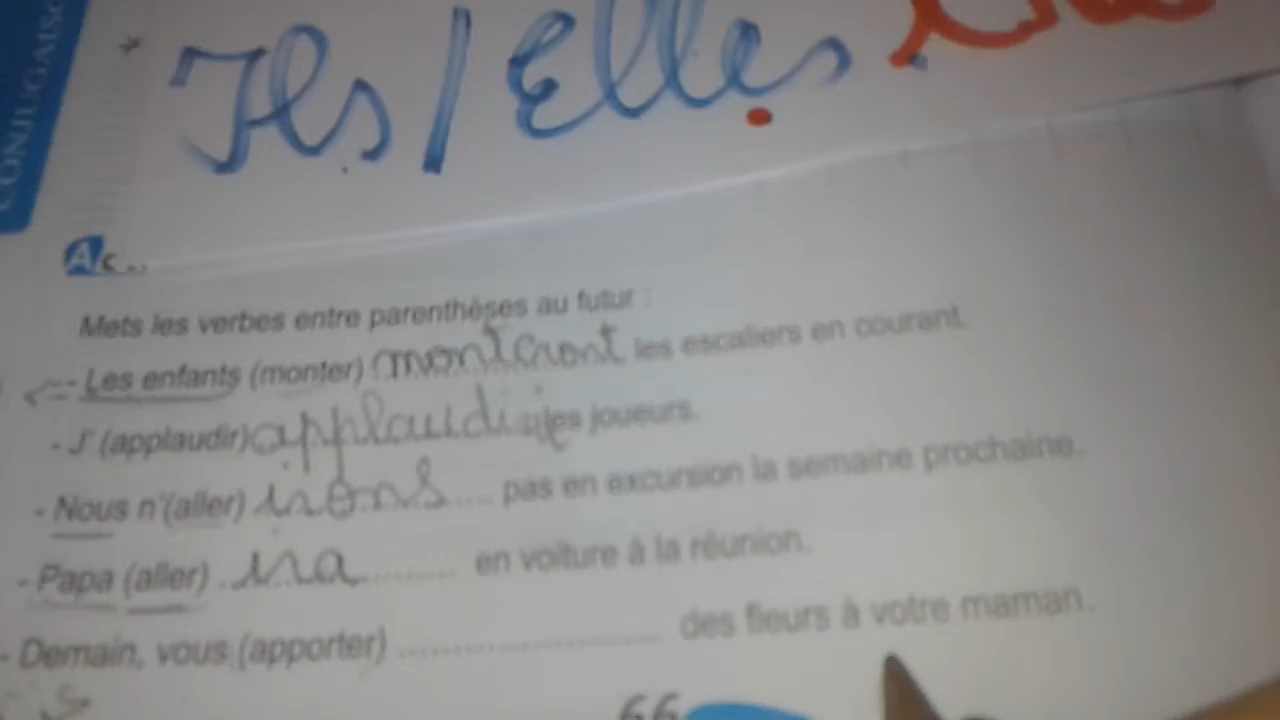 CONJUGAISO
Ils / Elles
A/c...
Mets les verbes entre parenthèses au futur :
- Les enfants (monter) monteront les escaliers en courant.
- J' (applaudir) les joueurs.
- Nous n'(aller) irons .... pas en excursion la semaine prochaine.
- Papa (aller) . ira ......... en voiture à la réunion.
- Demain, vous (apporter) ........................... des fleurs à votre maman.
66